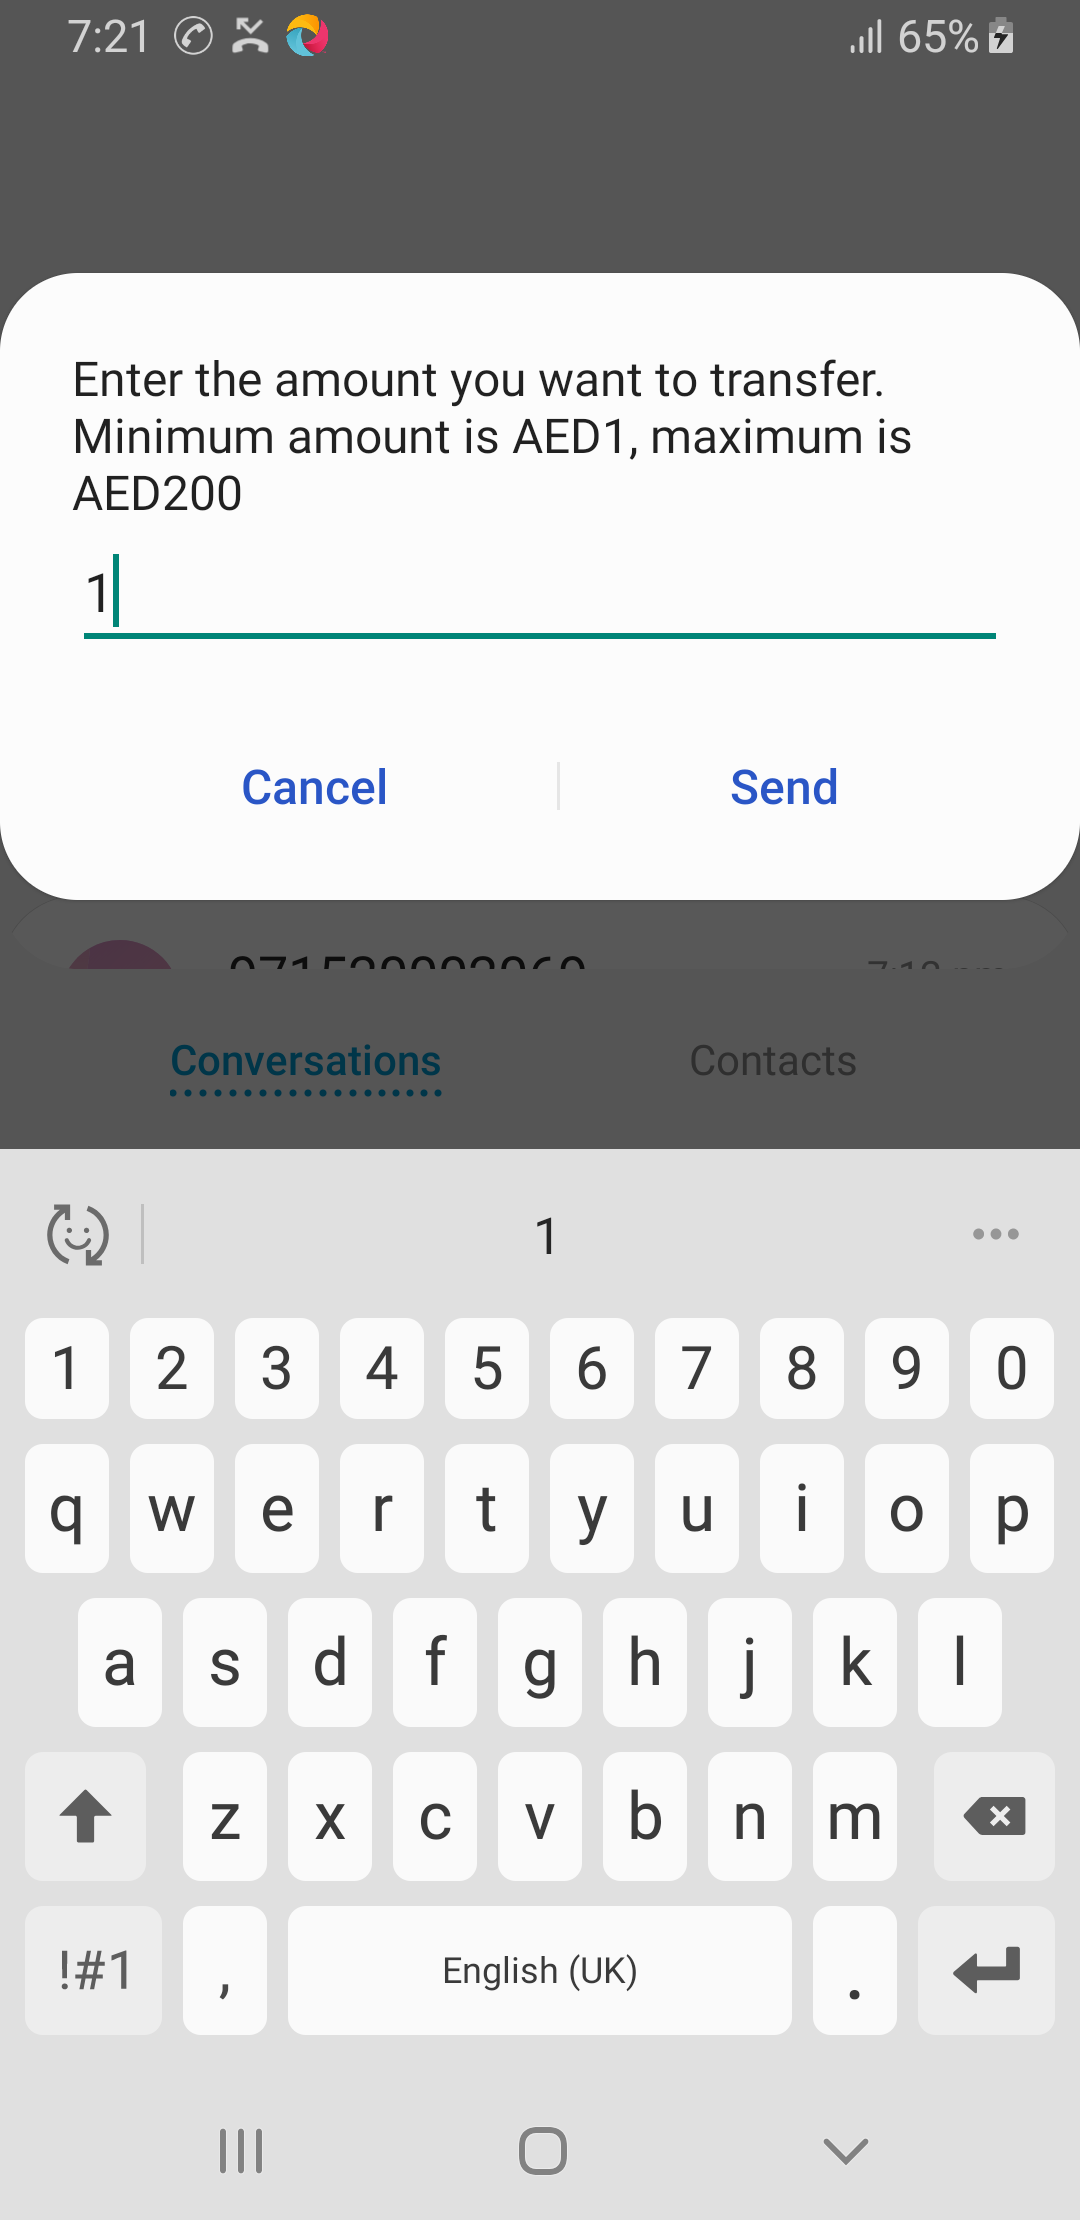 7:21
65%
Enter the amount you want to transfer.
Minimum amount is AED1, maximum is
AED200
1
Cancel
Send
Conversations
Contacts
1
1 2 3 4 5 6 7 8 9 0
q w e r t y u i o p
a s d f g h j k l
z x c v b n m
!#1 , English (UK) .